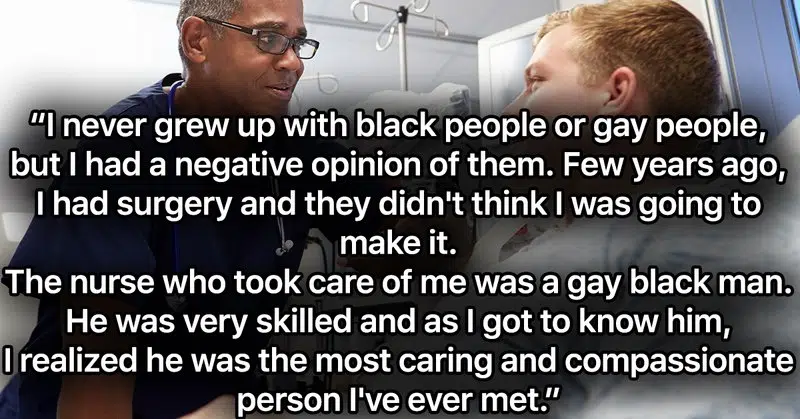 “I never grew up with black people or gay people,
but I had a negative opinion of them. Few years ago,
I had surgery and they didn't think I was going to
make it.
The nurse who took care of me was a gay black man.
He was very skilled and as I got to know him,
I realized he was the most caring and compassionate
person I've ever met.”